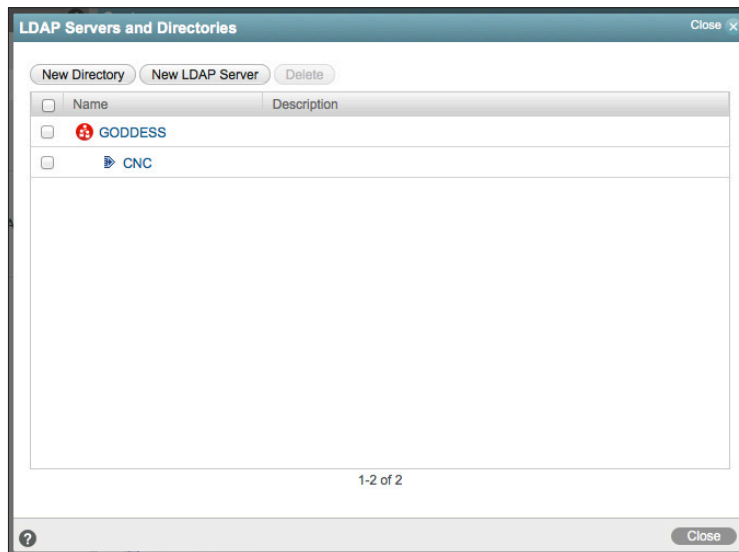 LDAP Servers and Directories
Close
New Directory New LDAP Server Delete
Name Description
GODDESS
CNC
1-2 of 2
Close